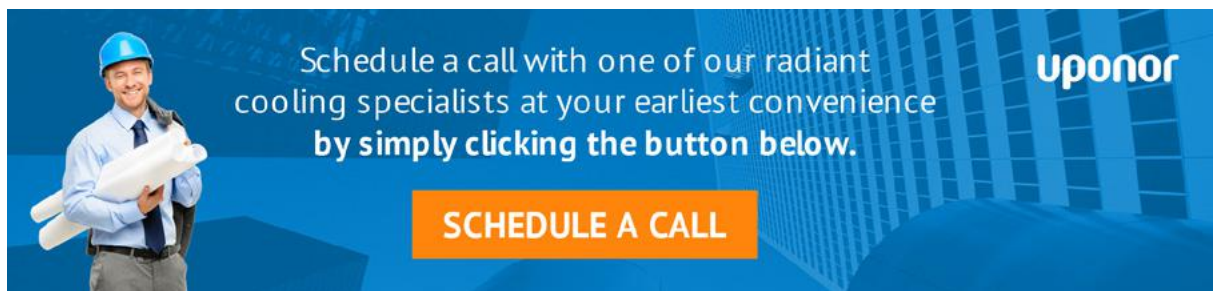 Schedule a call with one of our radiant
cooling specialists at your earliest convenience
by simply clicking the button below.
uponor
SCHEDULE A CALL